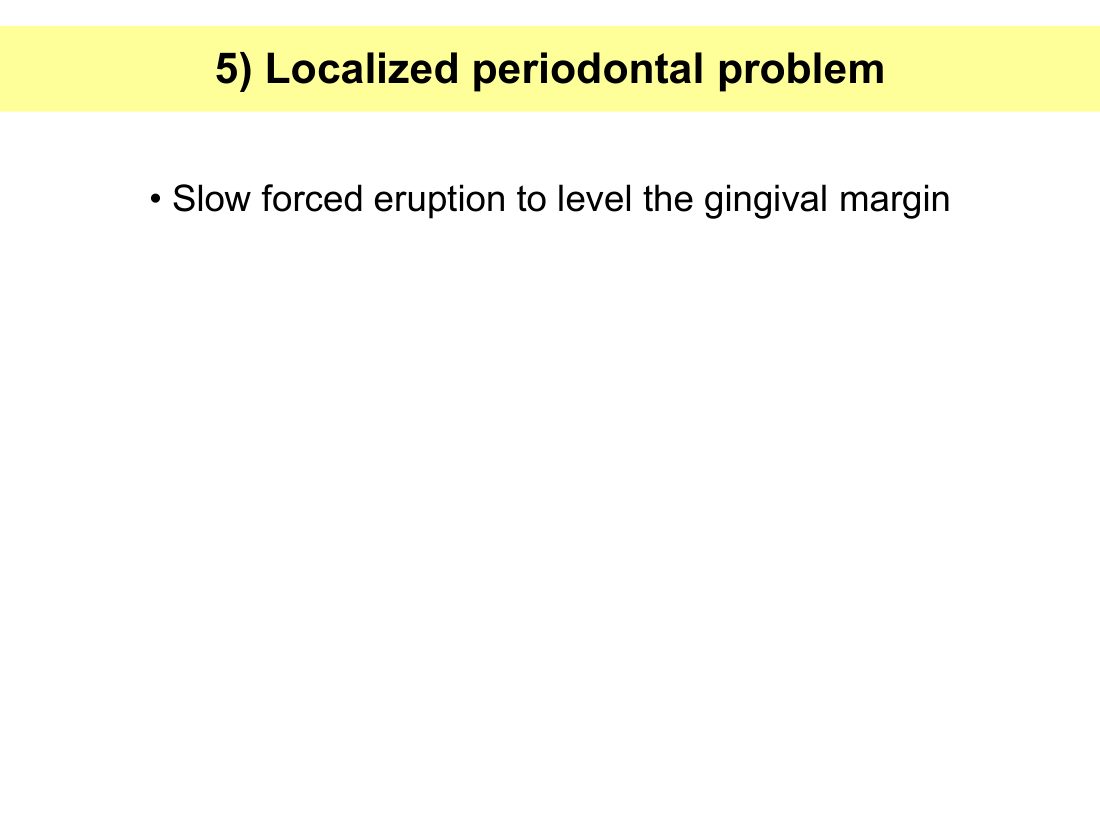 5) Localized periodontal problem
• Slow forced eruption to level the gingival margin